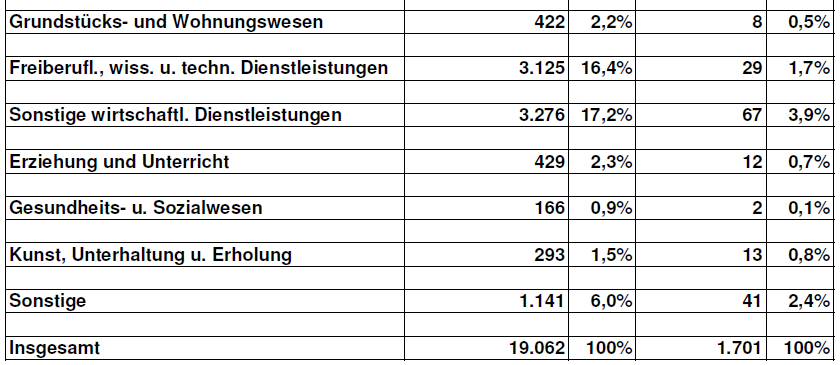 Grundstücks- und Wohnungswesen 422 2,2% 8 0,5%
Freiberufl., wiss. u. techn. Dienstleistungen 3.125 16,4% 29 1,7%
Sonstige wirtschaftl. Dienstleistungen 3.276 17,2% 67 3,9%
Erziehung und Unterricht 429 2,3% 12 0,7%
Gesundheits- u. Sozialwesen 166 0,9% 2 0,1%
Kunst, Unterhaltung u. Erholung 293 1,5% 13 0,8%
Sonstige 1.141 6,0% 41 2,4%
Insgesamt 19.062 100% 1.701 100%